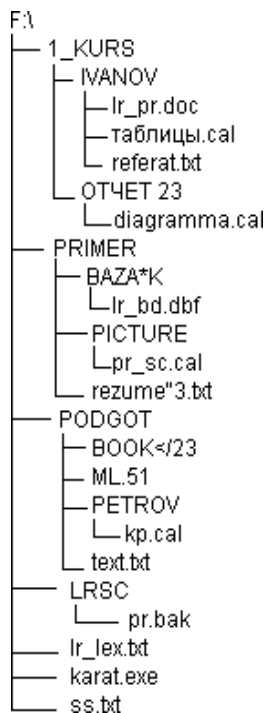 F:\
1_KURS
IVANOV
lr_pr.doc
таблицы.cal
referat.txt
ОТЧЕТ 23
diagramma.cal
PRIMER
BAZA*K
lr_bd.dbf
PICTURE
pr_sc.cal
rezume"3.txt
PODGOT
BOOK</23
ML.51
PETROV
kp.cal
text.txt
LRSC
pr.bak
lr_lex.txt
karat.exe
ss.txt